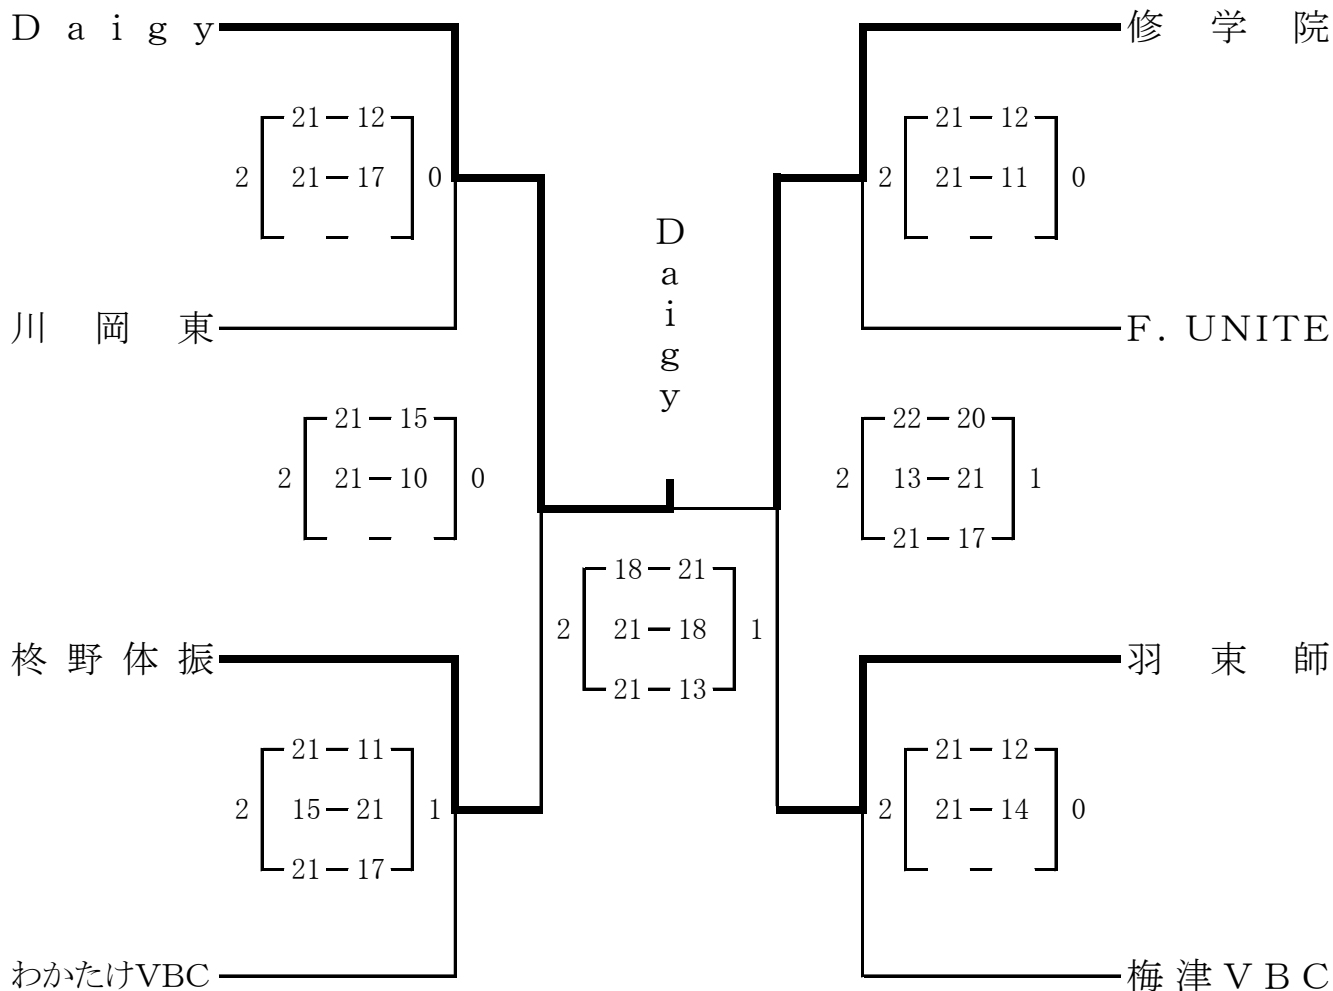 Daigy
修学院
21 ― 12
2 21 ― 17 0
―
21 ― 12
2 21 ― 11 0
―
Daigy
川岡東
F. UNITE
21 ― 15
2 21 ― 10 0
―
22 ― 20
2 13 ― 21 1
21 ― 17
18 ― 21
2 21 ― 18 1
21 ― 13
柊野体振
羽束師
21 ― 11
2 15 ― 21 1
21 ― 17
21 ― 12
2 21 ― 14 0
―
わかたけVBC
梅津VBC